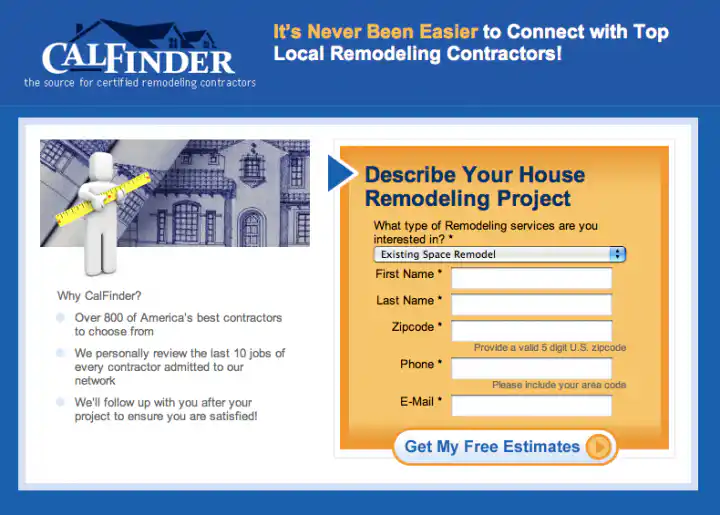 CALFINDER
the source for certified remodeling contractors
It's Never Been Easier to Connect with Top
Local Remodeling Contractors!
Why CalFinder?
Over 800 of America's best contractors
to choose from
We personally review the last 10 jobs of
every contractor admitted to our
network
We'll follow up with you after your
project to ensure you are satisfied!
Describe Your House
Remodeling Project
What type of Remodeling services are you
interested in? *
Existing Space Remodel
First Name *
Last Name *
Zipcode *
Provide a valid 5 digit U.S. zipcode
Phone *
Please include your area code
E-Mail *
Get My Free Estimates